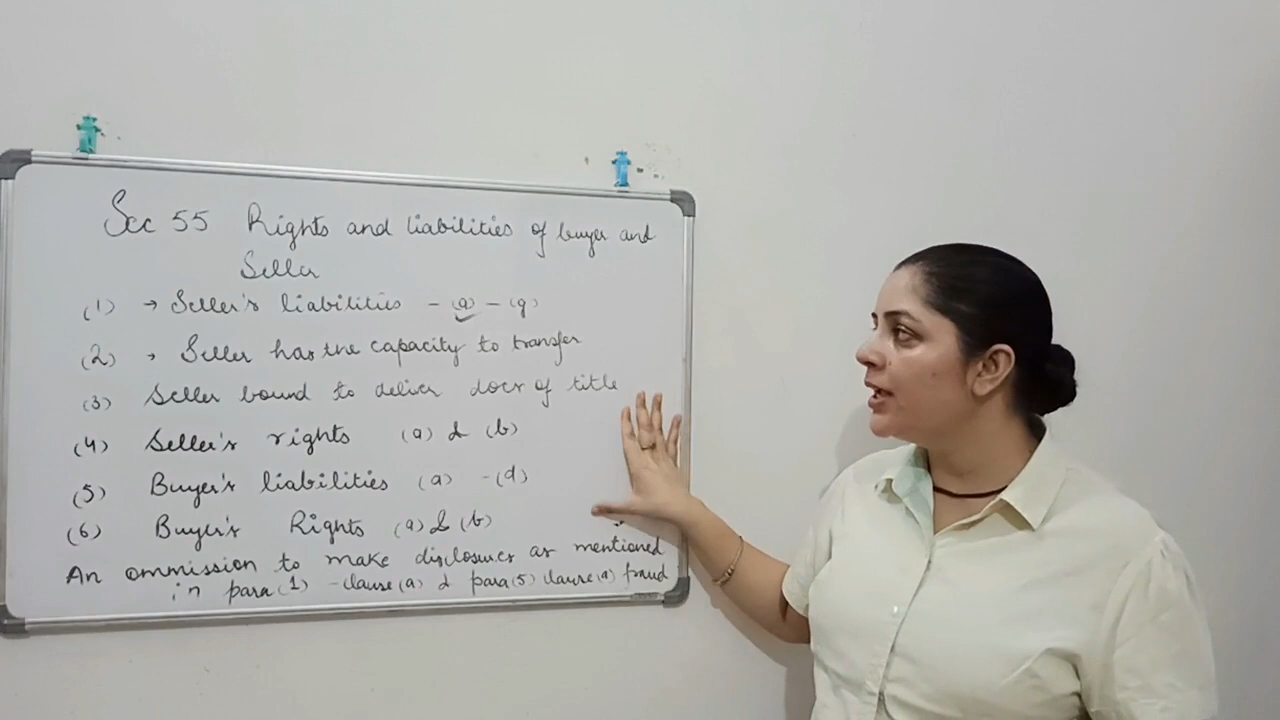 Sec 55 Rights and liabilities of buyer and
Seller
(1) → Seller's liabilities - (a) - (g)
(2) → Seller has the capacity to transfer
(3) Seller bound to deliver docs of title
(4) Seller's rights (a) & (b)
(5) Buyer's liabilities (a) - (d)
(6) Buyer's Rights (a) & (b)
An ommission to make disclosures as mentioned
in para (1) - clause (a) & para (5) clause (a) fraud